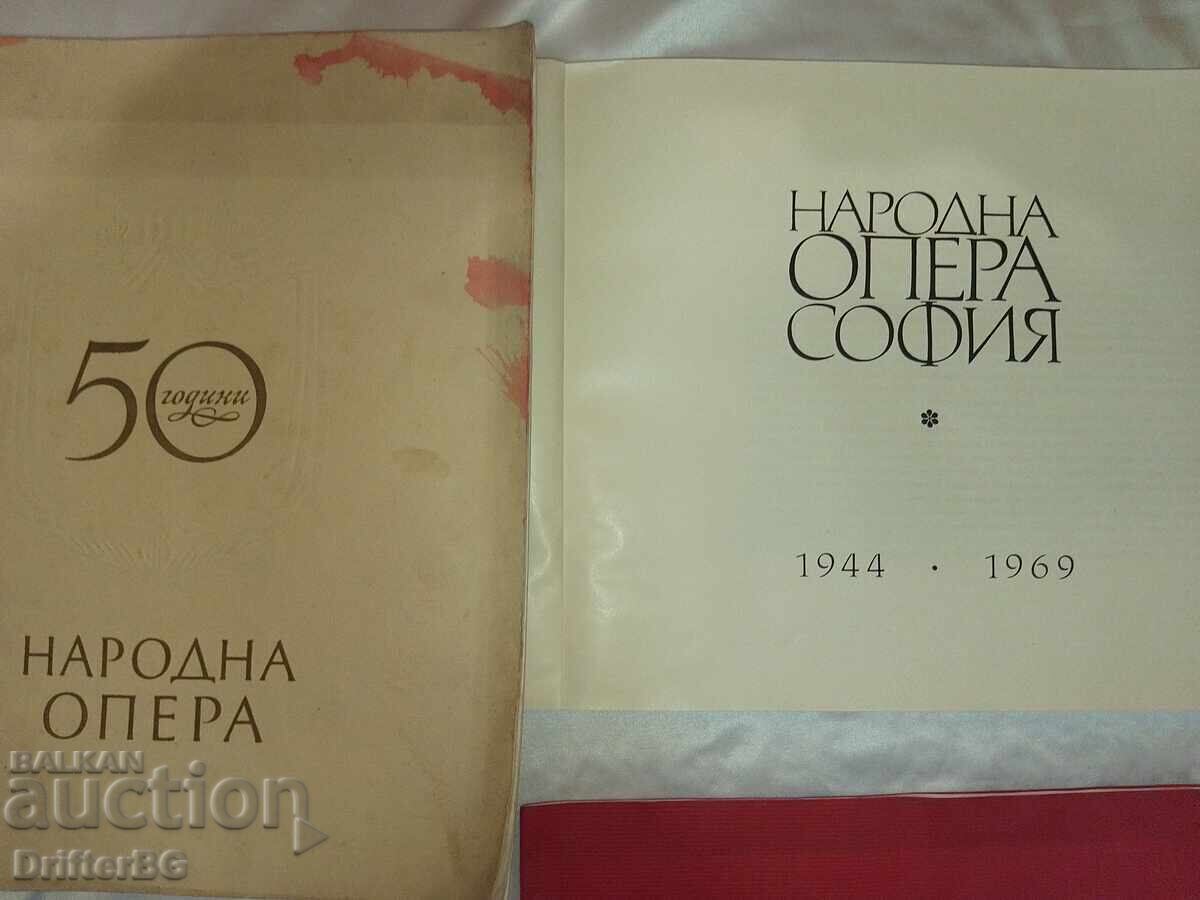 50
години
НАРОДНА
ОПЕРА
НАРОДНА
ОПЕРА
СОФИЯ
*
1944 · 1969
BALKAN
auction
DrifterBG